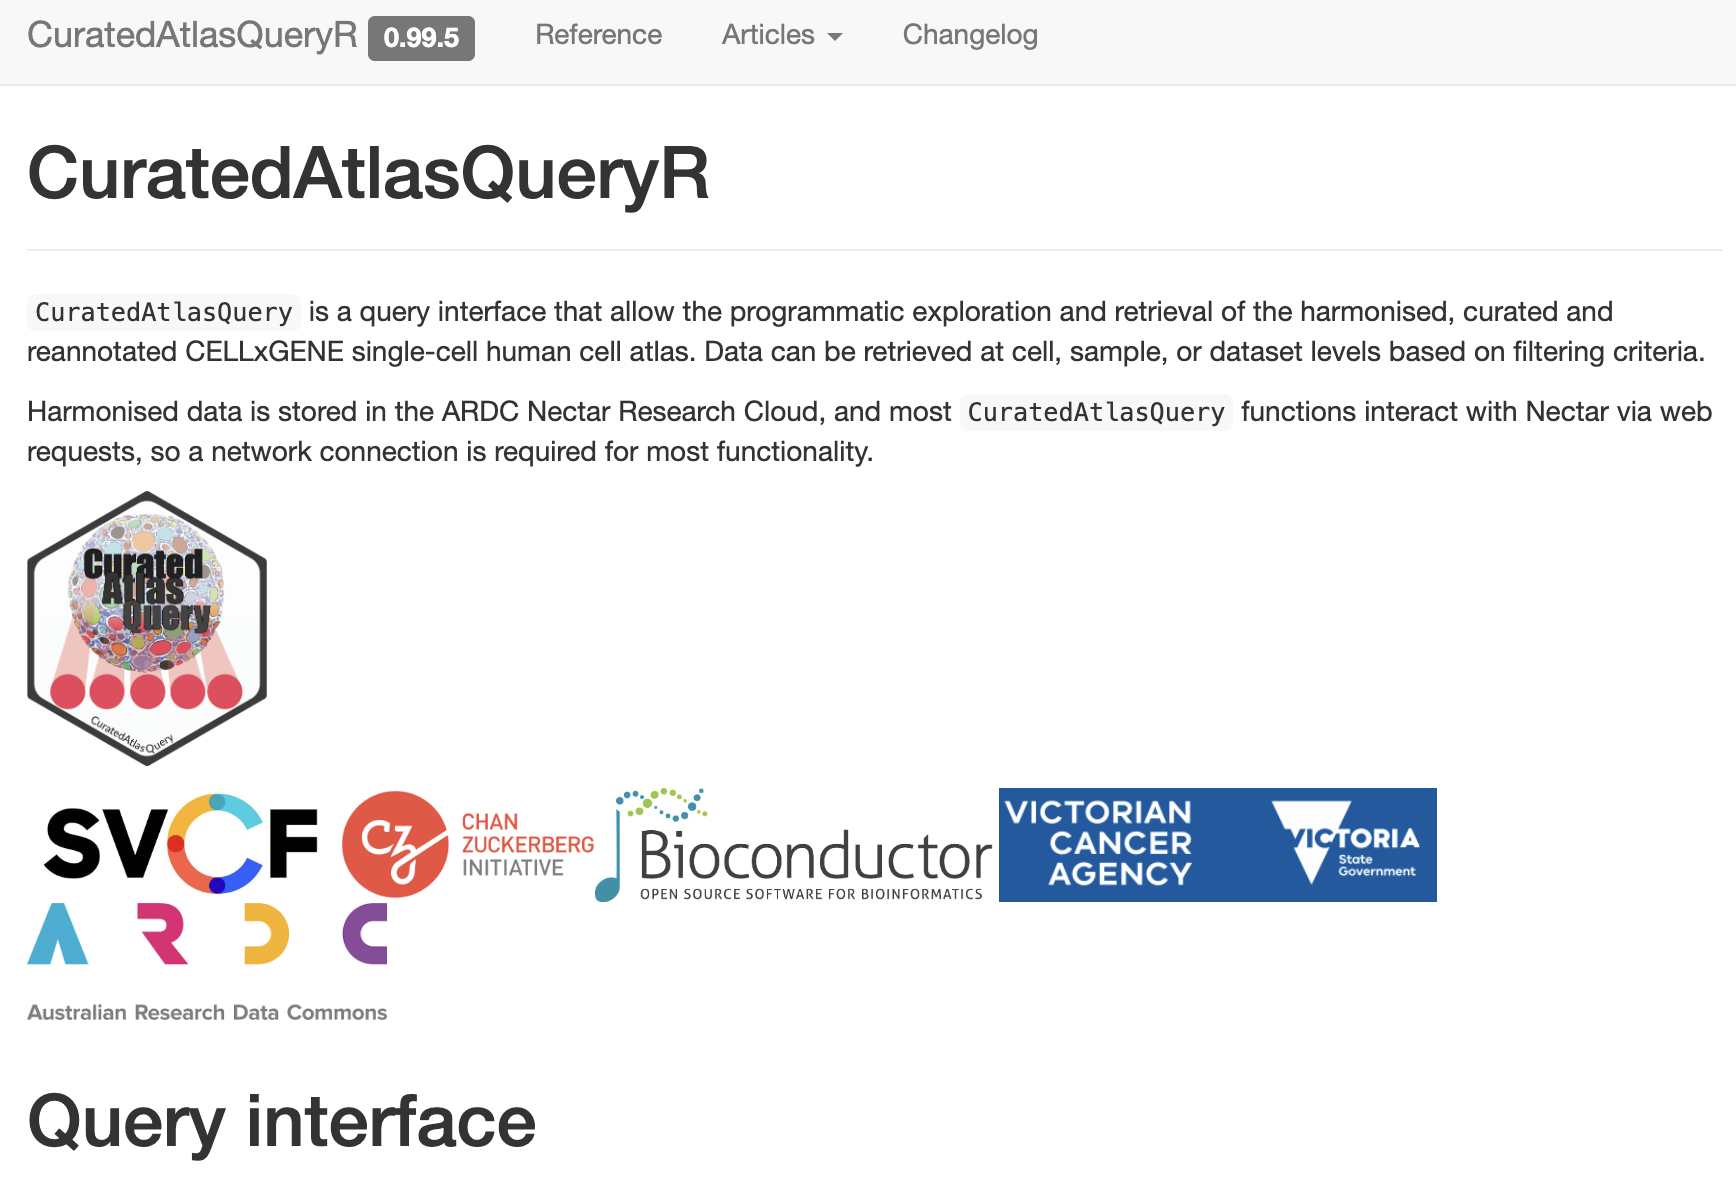 CuratedAtlasQueryR 0.99.5 Reference Articles Changelog
CuratedAtlasQueryR
CuratedAtlasQuery is a query interface that allow the programmatic exploration and retrieval of the harmonised, curated and
reannotated CELLxGENE single-cell human cell atlas. Data can be retrieved at cell, sample, or dataset levels based on filtering criteria.
Harmonised data is stored in the ARDC Nectar Research Cloud, and most CuratedAtlasQuery functions interact with Nectar via web
requests, so a network connection is required for most functionality.
Curated
Atlas
Query
CuratedAtlasQuery
SVCF
CZ
CHAN
ZUCKERBERG
INITIATIVE
Bioconductor
OPEN SOURCE SOFTWARE FOR BIOINFORMATICS
VICTORIAN
CANCER
AGENCY
VICTORIA
State
Government
ARDC
Australian Research Data Commons
Query interface